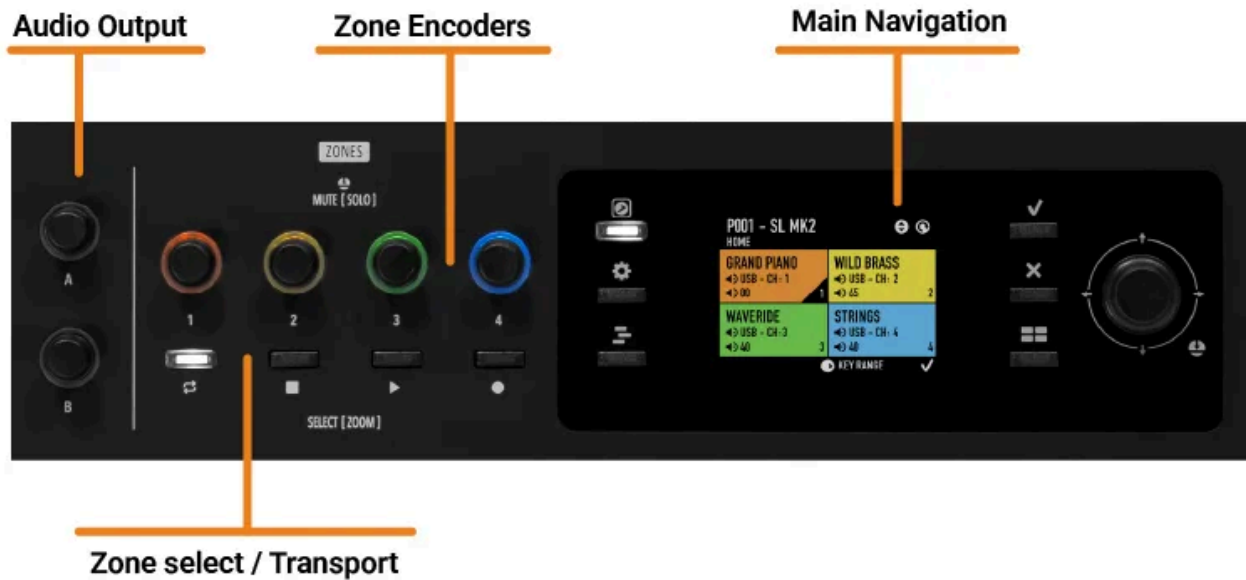 Audio Output
Zone Encoders
Main Navigation
ZONES
MUTE [ SOLO ]
A
B
1
2
3
4
SELECT [ ZOOM ]
P001 - SL MK2
HOME
GRAND PIANO
USB - CH: 1
00
1
WILD BRASS
USB - CH: 2
65
2
WAVERIDE
USB - CH:3
40
3
STRINGS
USB - CH: 4
40
4
KEY RANGE
Zone select / Transport